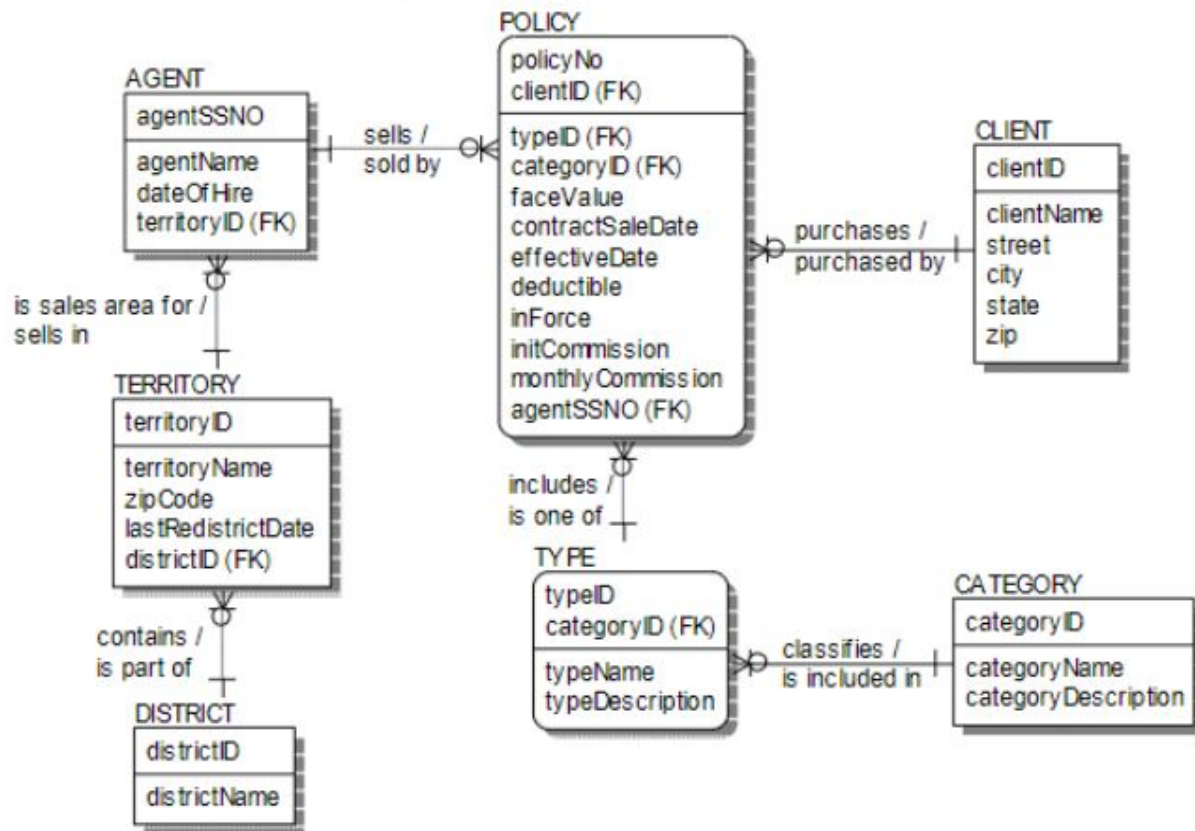 POLICY
policyNo
clientID (FK)
typeID (FK)
categoryID (FK)
faceValue
contractSaleDate
effectiveDate
deductible
inForce
initCommission
monthlyCommission
agentSSNO (FK)
AGENT
agentSSNO
agentName
dateOfHire
territoryID (FK)
sells /
sold by
CLIENT
clientID
clientName
street
city
state
zip
purchases /
purchased by
is sales area for /
sells in
TERRITORY
territoryID
territoryName
zipCode
lastRedistrictDate
districtID (FK)
includes /
is one of
TYPE
typeID
categoryID (FK)
typeName
typeDescription
classifies /
is included in
CATEGORY
categoryID
categoryName
categoryDescription
contains /
is part of
DISTRICT
districtID
districtName